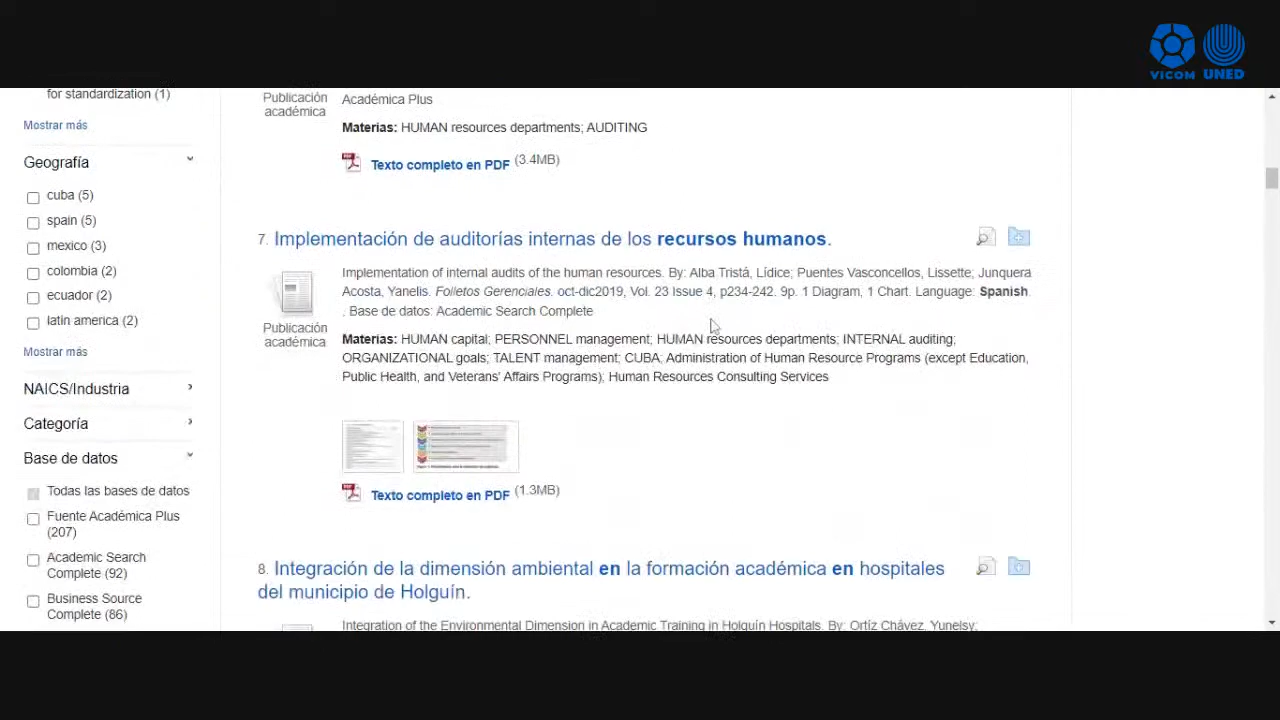 VICOM UNED
for standardization (1)
Mostrar más
Geografía
cuba (5)
spain (5)
mexico (3)
colombia (2)
ecuador (2)
latin america (2)
Mostrar más
NAICS/Industria
Categoría
Base de datos
Todas las bases de datos
Fuente Académica Plus
(207)
Academic Search
Complete (92)
Business Source
Complete (86)
Publicación
académica
Académica Plus
Materias: HUMAN resources departments; AUDITING
Texto completo en PDF (3.4MB)
7. Implementación de auditorías internas de los recursos humanos.
Publicación
académica
Implementation of internal audits of the human resources. By: Alba Tristá, Lídice; Puentes Vasconcellos, Lissette; Junquera
Acosta, Yanelis. Folletos Gerenciales. oct-dic2019, Vol. 23 Issue 4, p234-242. 9p. 1 Diagram, 1 Chart. Language: Spanish.
. Base de datos: Academic Search Complete
Materias: HUMAN capital; PERSONNEL management; HUMAN resources departments; INTERNAL auditing;
ORGANIZATIONAL goals; TALENT management; CUBA; Administration of Human Resource Programs (except Education,
Public Health, and Veterans' Affairs Programs); Human Resources Consulting Services
Texto completo en PDF (1.3MB)
8. Integración de la dimensión ambiental en la formación académica en hospitales
del municipio de Holguín.
Integration of the Environmental Dimension in Academic Training in Holguín Hospitals. By: Ortíz Chávez, Yuneisy;